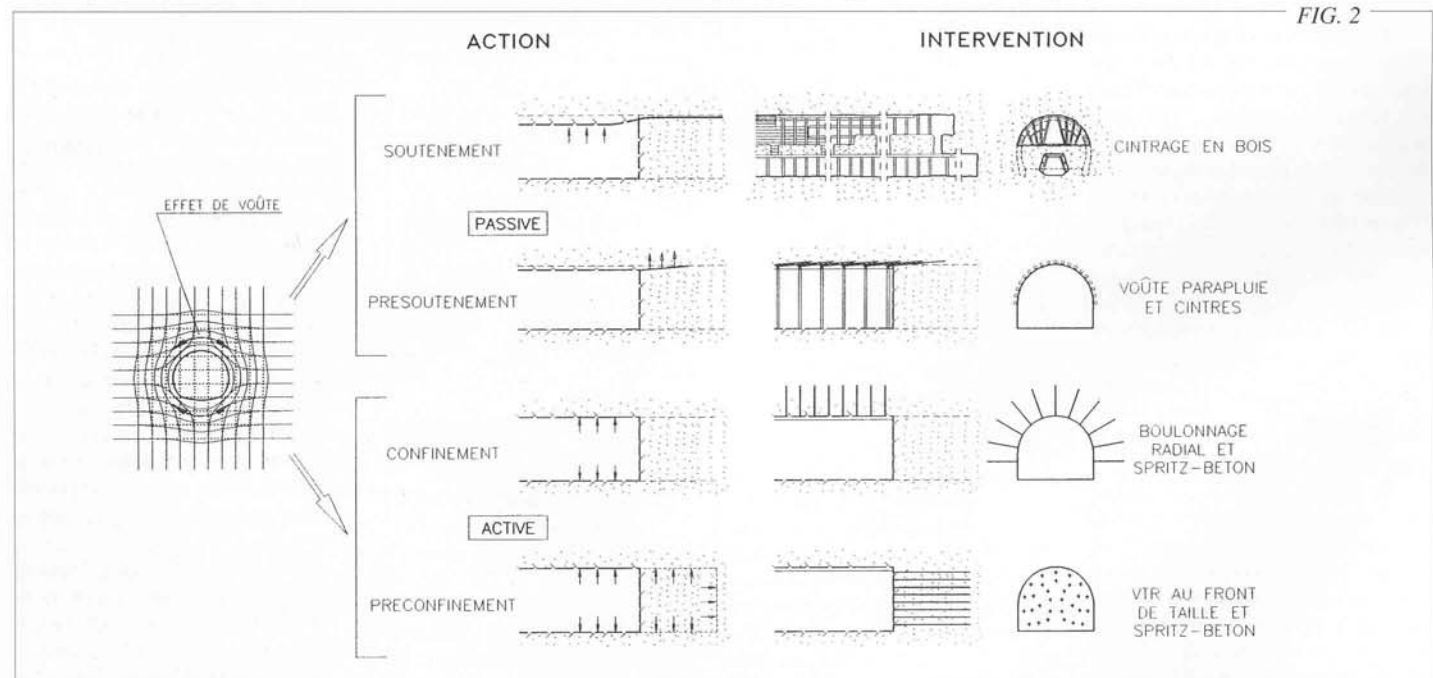 FIG. 2
ACTION
INTERVENTION
SOUTENEMENT
CINTRAGE EN BOIS
EFFET DE VOÛTE
PASSIVE
PRESOUTENEMENT
VOÛTE PARAPLUIE
ET CINTRES
CONFINEMENT
BOULONNAGE
RADIAL ET
SPRITZ-BETON
ACTIVE
PRECONFINEMENT
VTR AU FRONT
DE TAILLE ET
SPRITZ-BETON